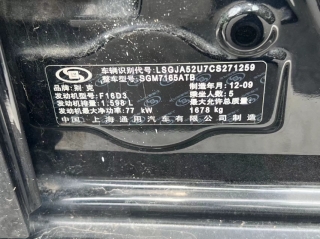 车辆识别代号: LSGJA52U7CS271259
整车型号: SGM7165ATB
品牌: 别克
制造年月 12-09
发动机型号: F16D3
乘坐人数: 5
发动机排量: 1.598 L
最大允许总质量
发动机最大净功率: 77 kW
1678 kg
中国 上海通用汽车有限公司制造